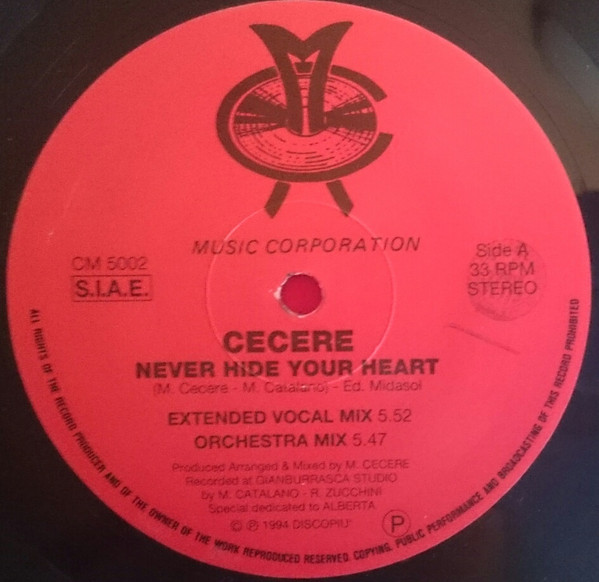 MC
MUSIC CORPORATION
CM 5002
S.I.A.E.
Side A
33 RPM
STEREO
CECERE
NEVER HIDE YOUR HEART
(M. Cecere - M. Catalano) - Ed. Midasol
EXTENDED VOCAL MIX 5.52
ORCHESTRA MIX 5.47
Produced Arranged & Mixed by M. CECERE
Recorded at GIANBURRASCA STUDIO
by M. CATALANO - R. ZUCCHINI
Special dedicated to ALBERTA.
© ℗ 1994 DISCOPIU'
P
ALL RIGHTS OF THE RECORD PRODUCER AND OF THE OWNER OF THE WORK REPRODUCED RESERVED. COPYING, PUBLIC PERFORMANCE AND BROADCASTING OF THIS RECORD PROHIBITED